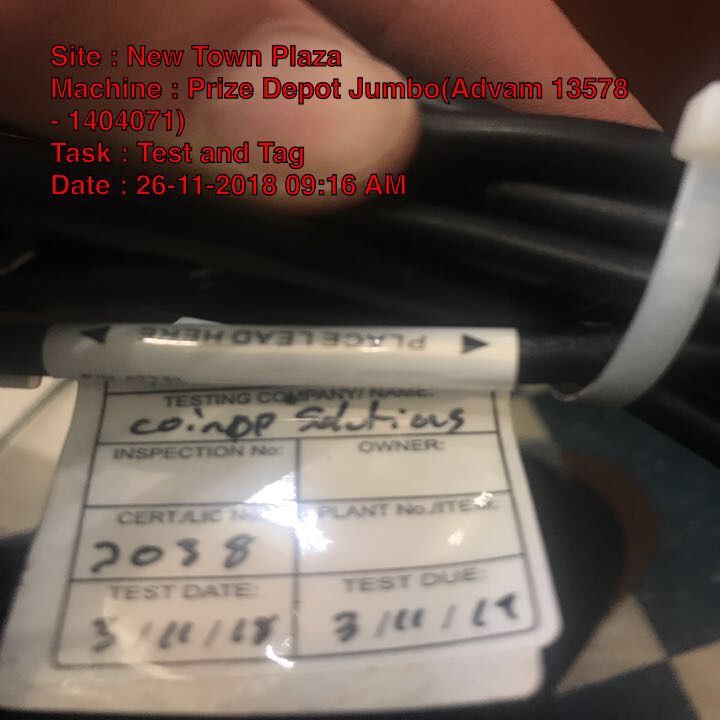 Site : New Town Plaza
Machine : Prize Depot Jumbo(Advam 13578
- 1404071)
Task : Test and Tag
Date : 26-11-2018 09:16 AM
PLACE LEAD HERE
TESTING COMPANY/ NAME:
coinop Solutions
INSPECTION No: OWNER:
CERT./LIC No. PLANT No./ITEM:
2038
TEST DATE: TEST DUE:
3/11/18 3/11/19